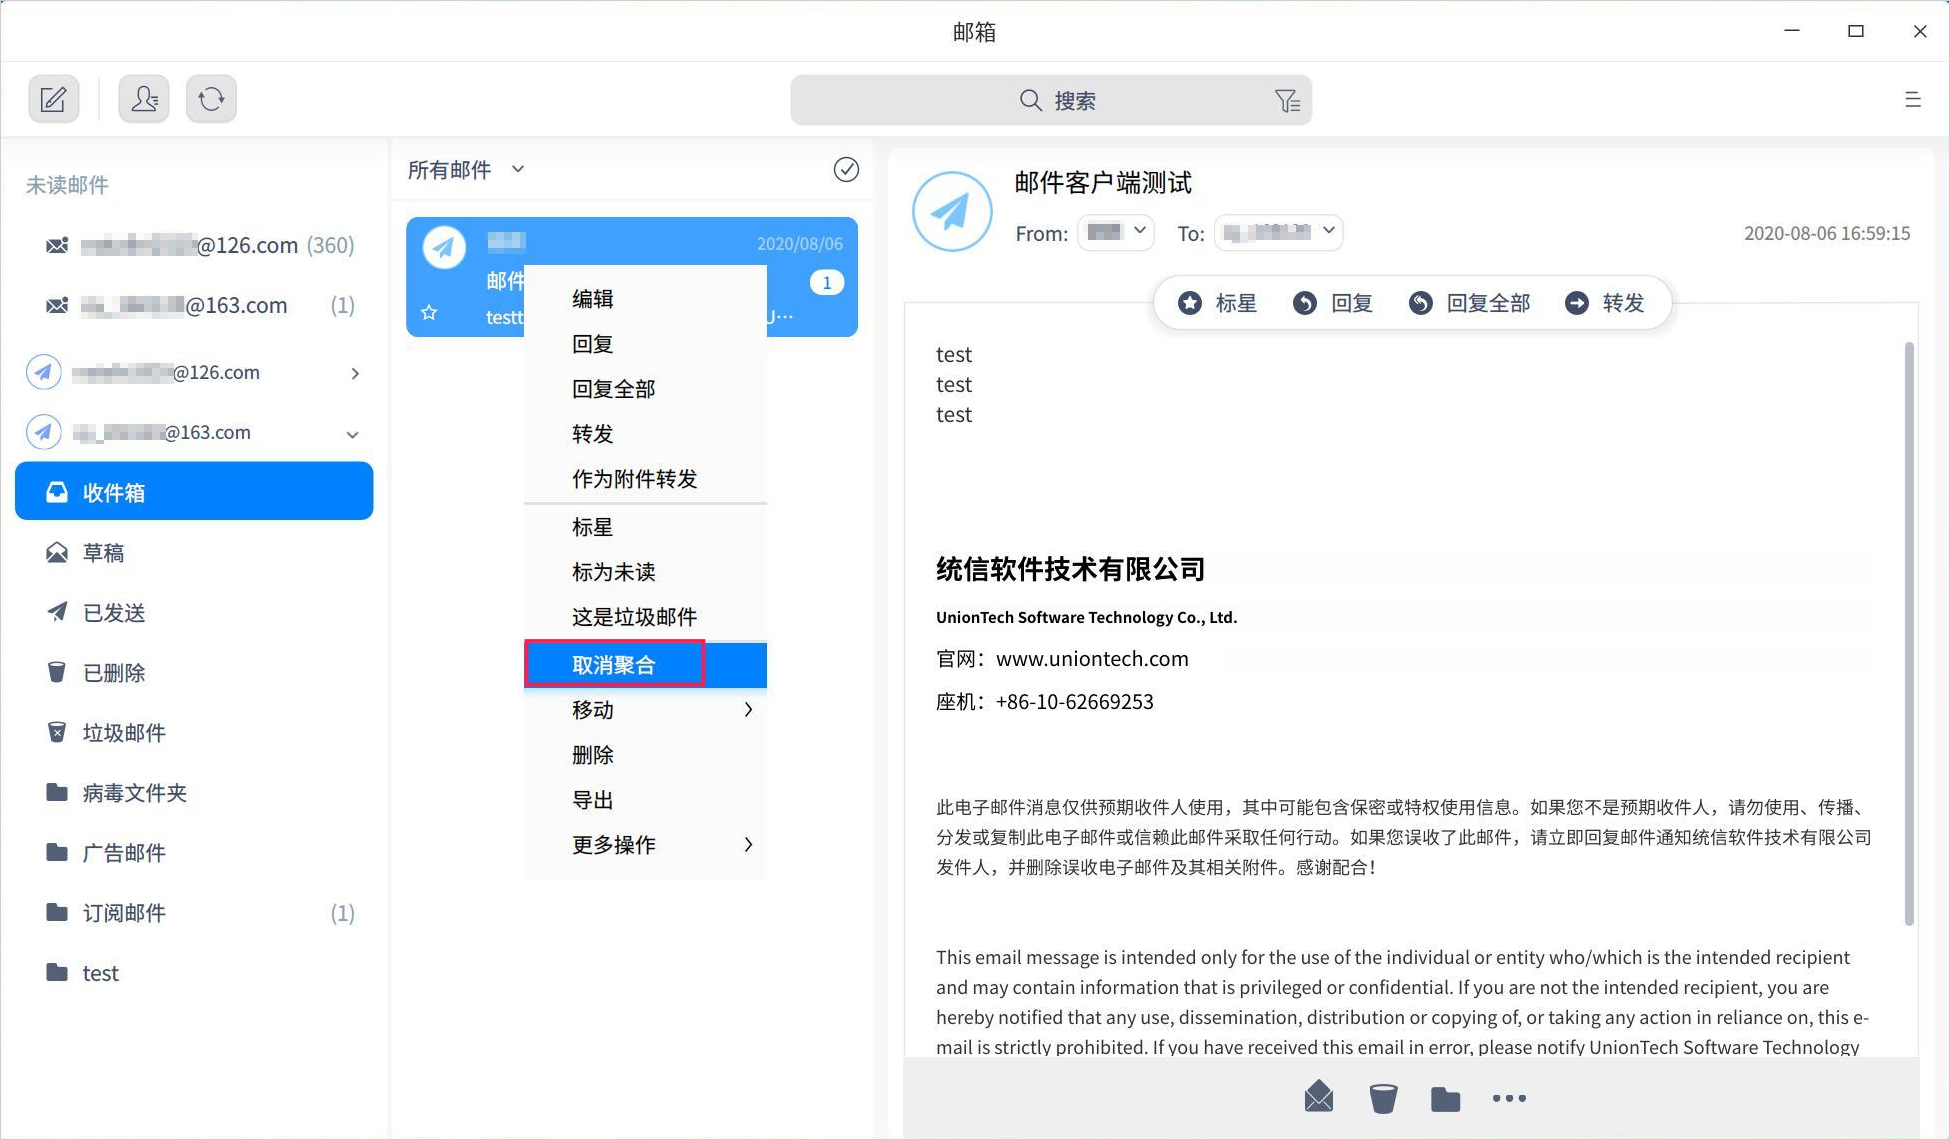 邮箱
搜索
未读邮件
@126.com (360)
@163.com (1)
@126.com
@163.com
收件箱
草稿
已发送
已删除
垃圾邮件
病毒文件夹
广告邮件
订阅邮件 (1)
test
所有邮件
2020/08/06
邮件
1
testt
编辑
回复
回复全部
转发
作为附件转发
标星
标为未读
这是垃圾邮件
取消聚合
移动
删除
导出
更多操作
邮件客户端测试
From:
To:
2020-08-06 16:59:15
标星 回复 回复全部 转发
test
test
test
统信软件技术有限公司
UnionTech Software Technology Co., Ltd.
官网：www.uniontech.com
座机：+86-10-62669253
此电子邮件消息仅供预期收件人使用，其中可能包含保密或特权使用信息。如果您不是预期收件人，请勿使用、传播、
分发或复制此电子邮件或信赖此邮件采取任何行动。如果您误收了此邮件，请立即回复邮件通知统信软件技术有限公司
发件人，并删除误收电子邮件及其相关附件。感谢配合！
This email message is intended only for the use of the individual or entity who/which is the intended recipient
and may contain information that is privileged or confidential. If you are not the intended recipient, you are
hereby notified that any use, dissemination, distribution or copying of, or taking any action in reliance on, this e-
mail is strictly prohibited. If you have received this email in error, please notify UnionTech Software Technology